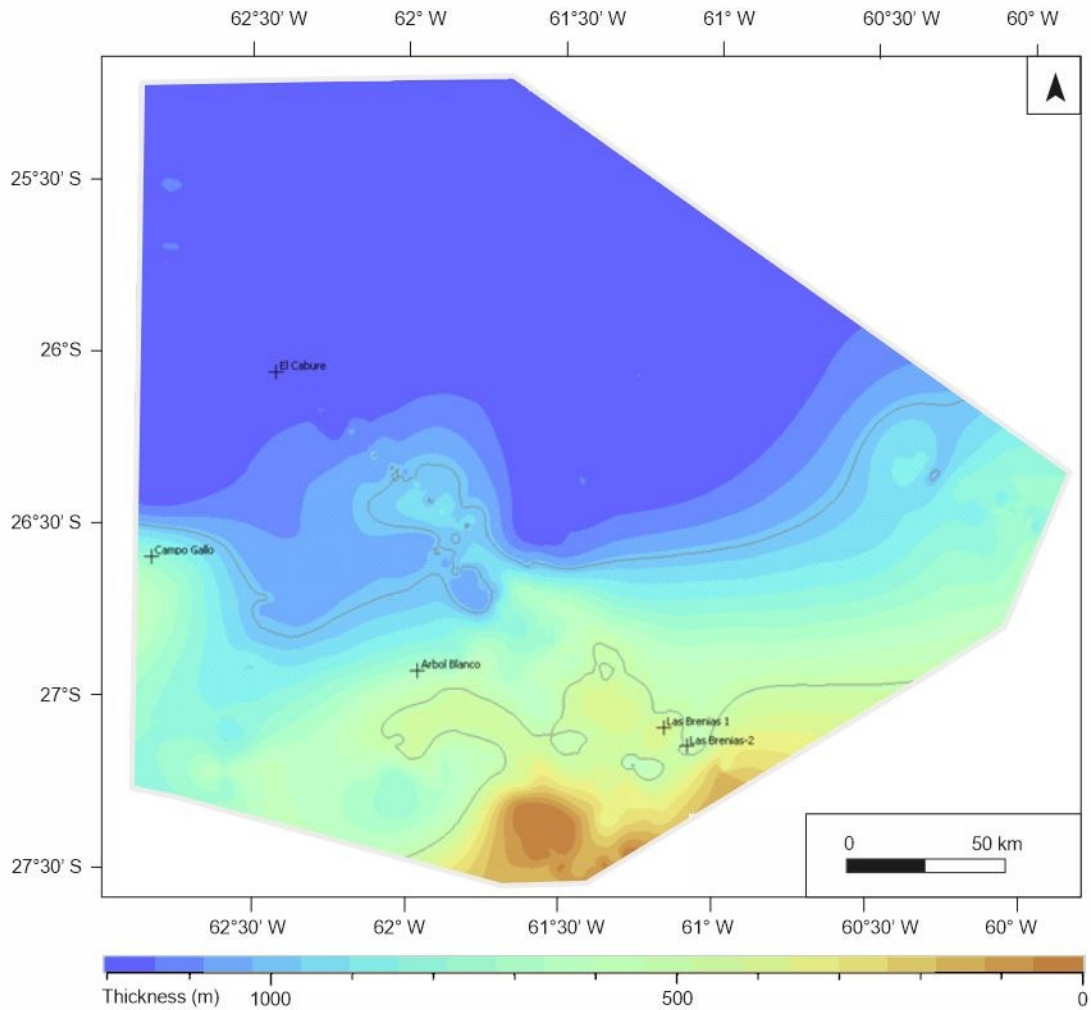 62°30' W 62° W 61°30' W 61° W 60°30' W 60° W
25°30' S
26°S
El Cabure
26°30' S
Campo Gallo
Arbol Blanco
27°S
Las Brenias 1
Las Brenias-2
0 50 km
27°30' S
62°30' W 62° W 61°30' W 61° W 60°30' W 60° W
Thickness (m) 1000 500 0